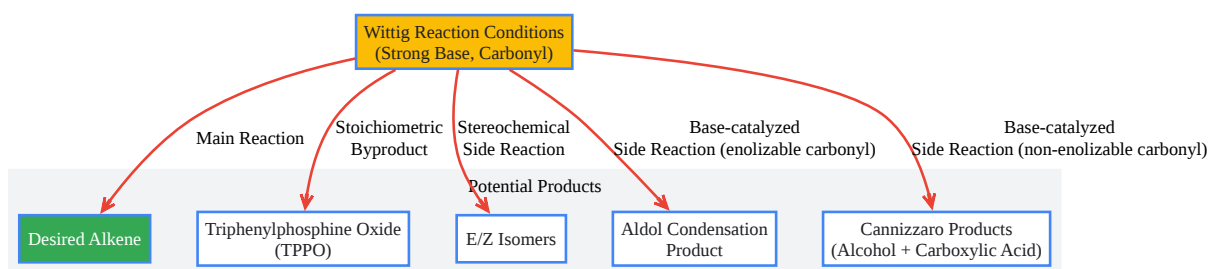 Wittig Reaction Conditions
(Strong Base, Carbonyl)
Main Reaction
Stoichiometric
Byproduct
Stereochemical
Side Reaction
Base-catalyzed
Side Reaction (enolizable carbonyl)
Base-catalyzed
Side Reaction (non-enolizable carbonyl)
Potential Products
Desired Alkene
Triphenylphosphine Oxide
(TPPO)
E/Z Isomers
Aldol Condensation
Product
Cannizzaro Products
(Alcohol + Carboxylic Acid)